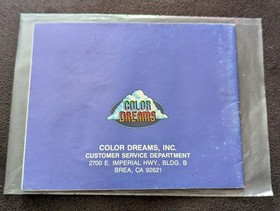 COLOR
DREAMS
COLOR DREAMS, INC.
CUSTOMER SERVICE DEPARTMENT
2700 E. IMPERIAL HWY., BLDG. B
BREA, CA 92621